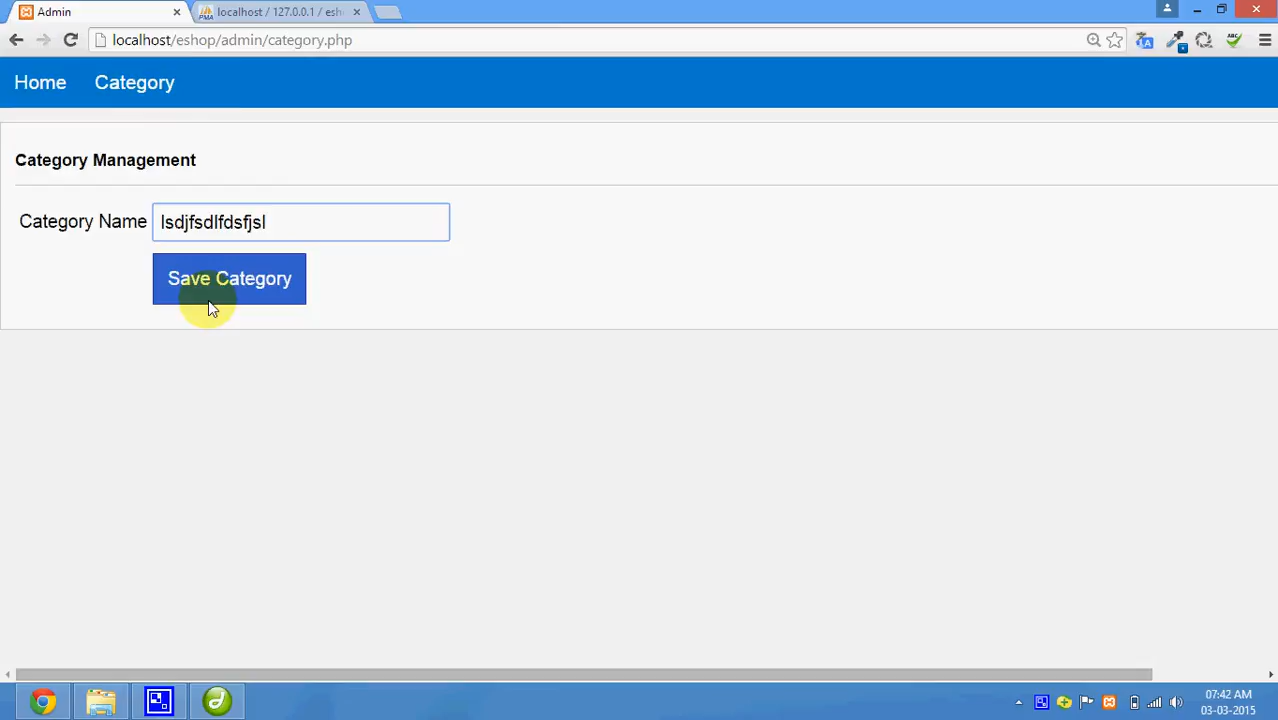 Admin
localhost / 127.0.0.1 / esh
localhost/eshop/admin/category.php
Home Category
Category Management
Category Name lsdjfsdlfdsfjsl
Save Category
07:42 AM
03-03-2015